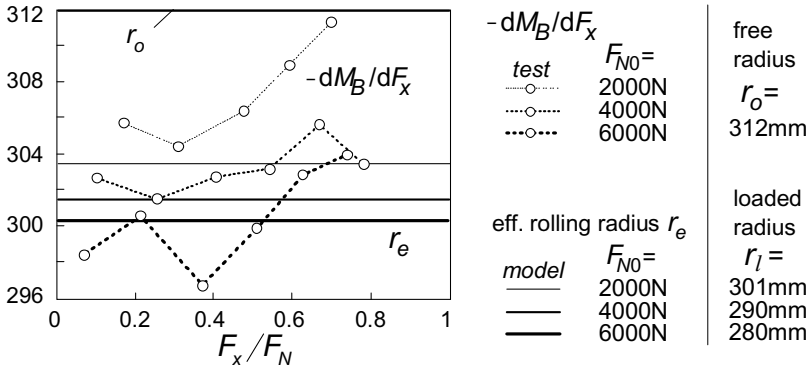 312
308
304
300
296
0
0.2
0.4
0.6
0.8
1
r_o
-dM_B/dF_x
r_e
F_x/F_N
-dM_B/dF_x
test F_N0=
2000N
4000N
6000N
eff. rolling radius r_e
model F_N0=
2000N
4000N
6000N
free
radius
r_o=
312mm
loaded
radius
r_l=
301mm
290mm
280mm